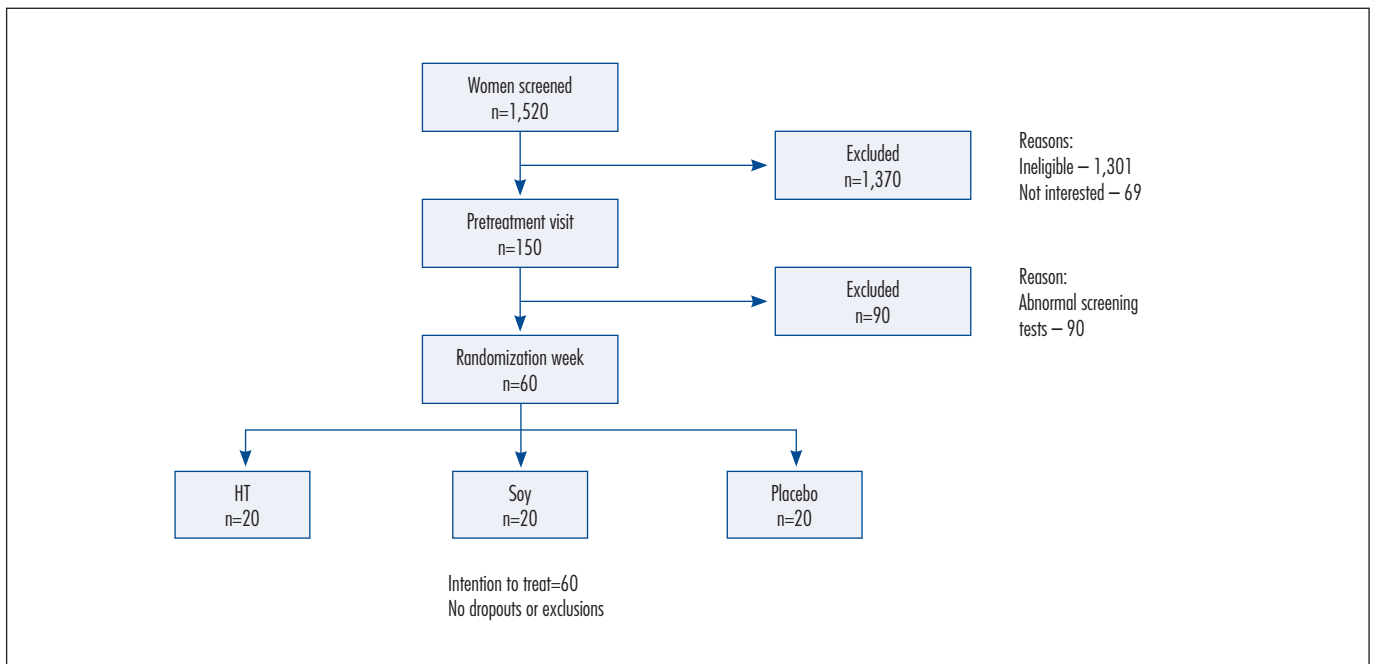 Women screened
n=1,520
Excluded
n=1,370
Reasons:
Ineligible – 1,301
Not interested – 69
Pretreatment visit
n=150
Excluded
n=90
Reason:
Abnormal screening
tests – 90
Randomization week
n=60
HT
n=20
Soy
n=20
Placebo
n=20
Intention to treat=60
No dropouts or exclusions